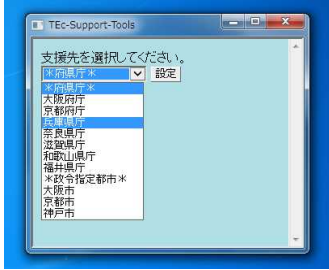 TEc-Support-Tools
支援先を選択してください。
＊府県庁＊ 設定
＊府県庁＊
大阪府庁
京都府庁
兵庫県庁
奈良県庁
滋賀県庁
和歌山県庁
福井県庁
＊政令指定都市＊
大阪市
京都市
神戸市